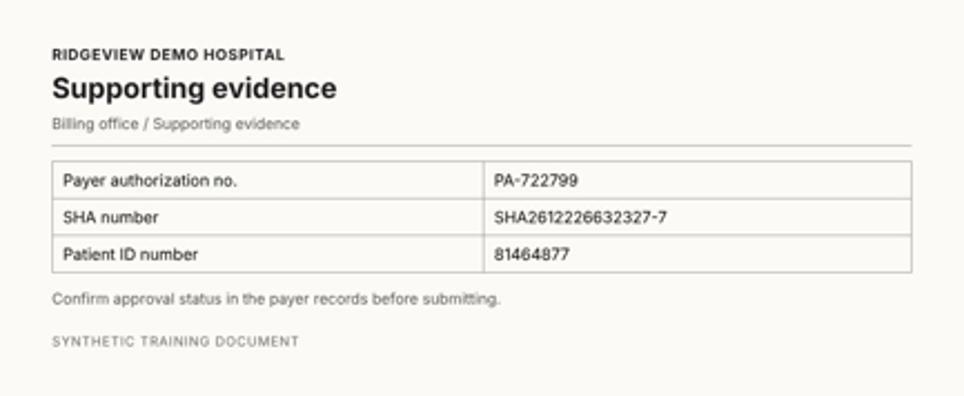 RIDGEVIEW DEMO HOSPITAL
Supporting evidence
Billing office / Supporting evidence
Payer authorization no. PA-722799
SHA number SHA2612226632327-7
Patient ID number 81464877
Confirm approval status in the payer records before submitting.
SYNTHETIC TRAINING DOCUMENT